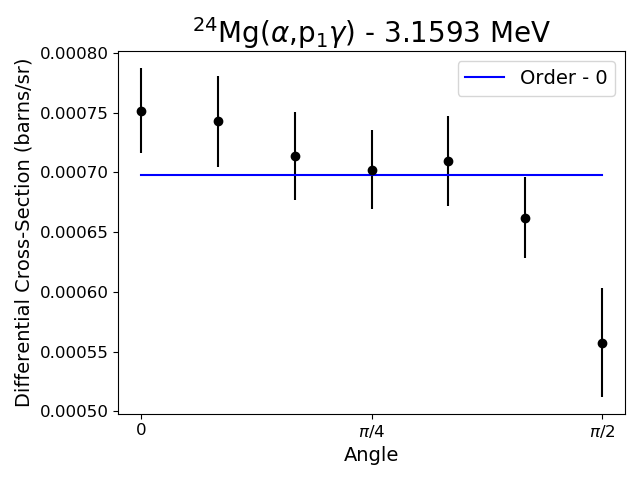 ²⁴Mg(α,p₁γ) - 3.1593 MeV
Differential Cross-Section (barns/sr)
0.00080
0.00075
0.00070
0.00065
0.00060
0.00055
0.00050
Order - 0
0 π/4 π/2
Angle